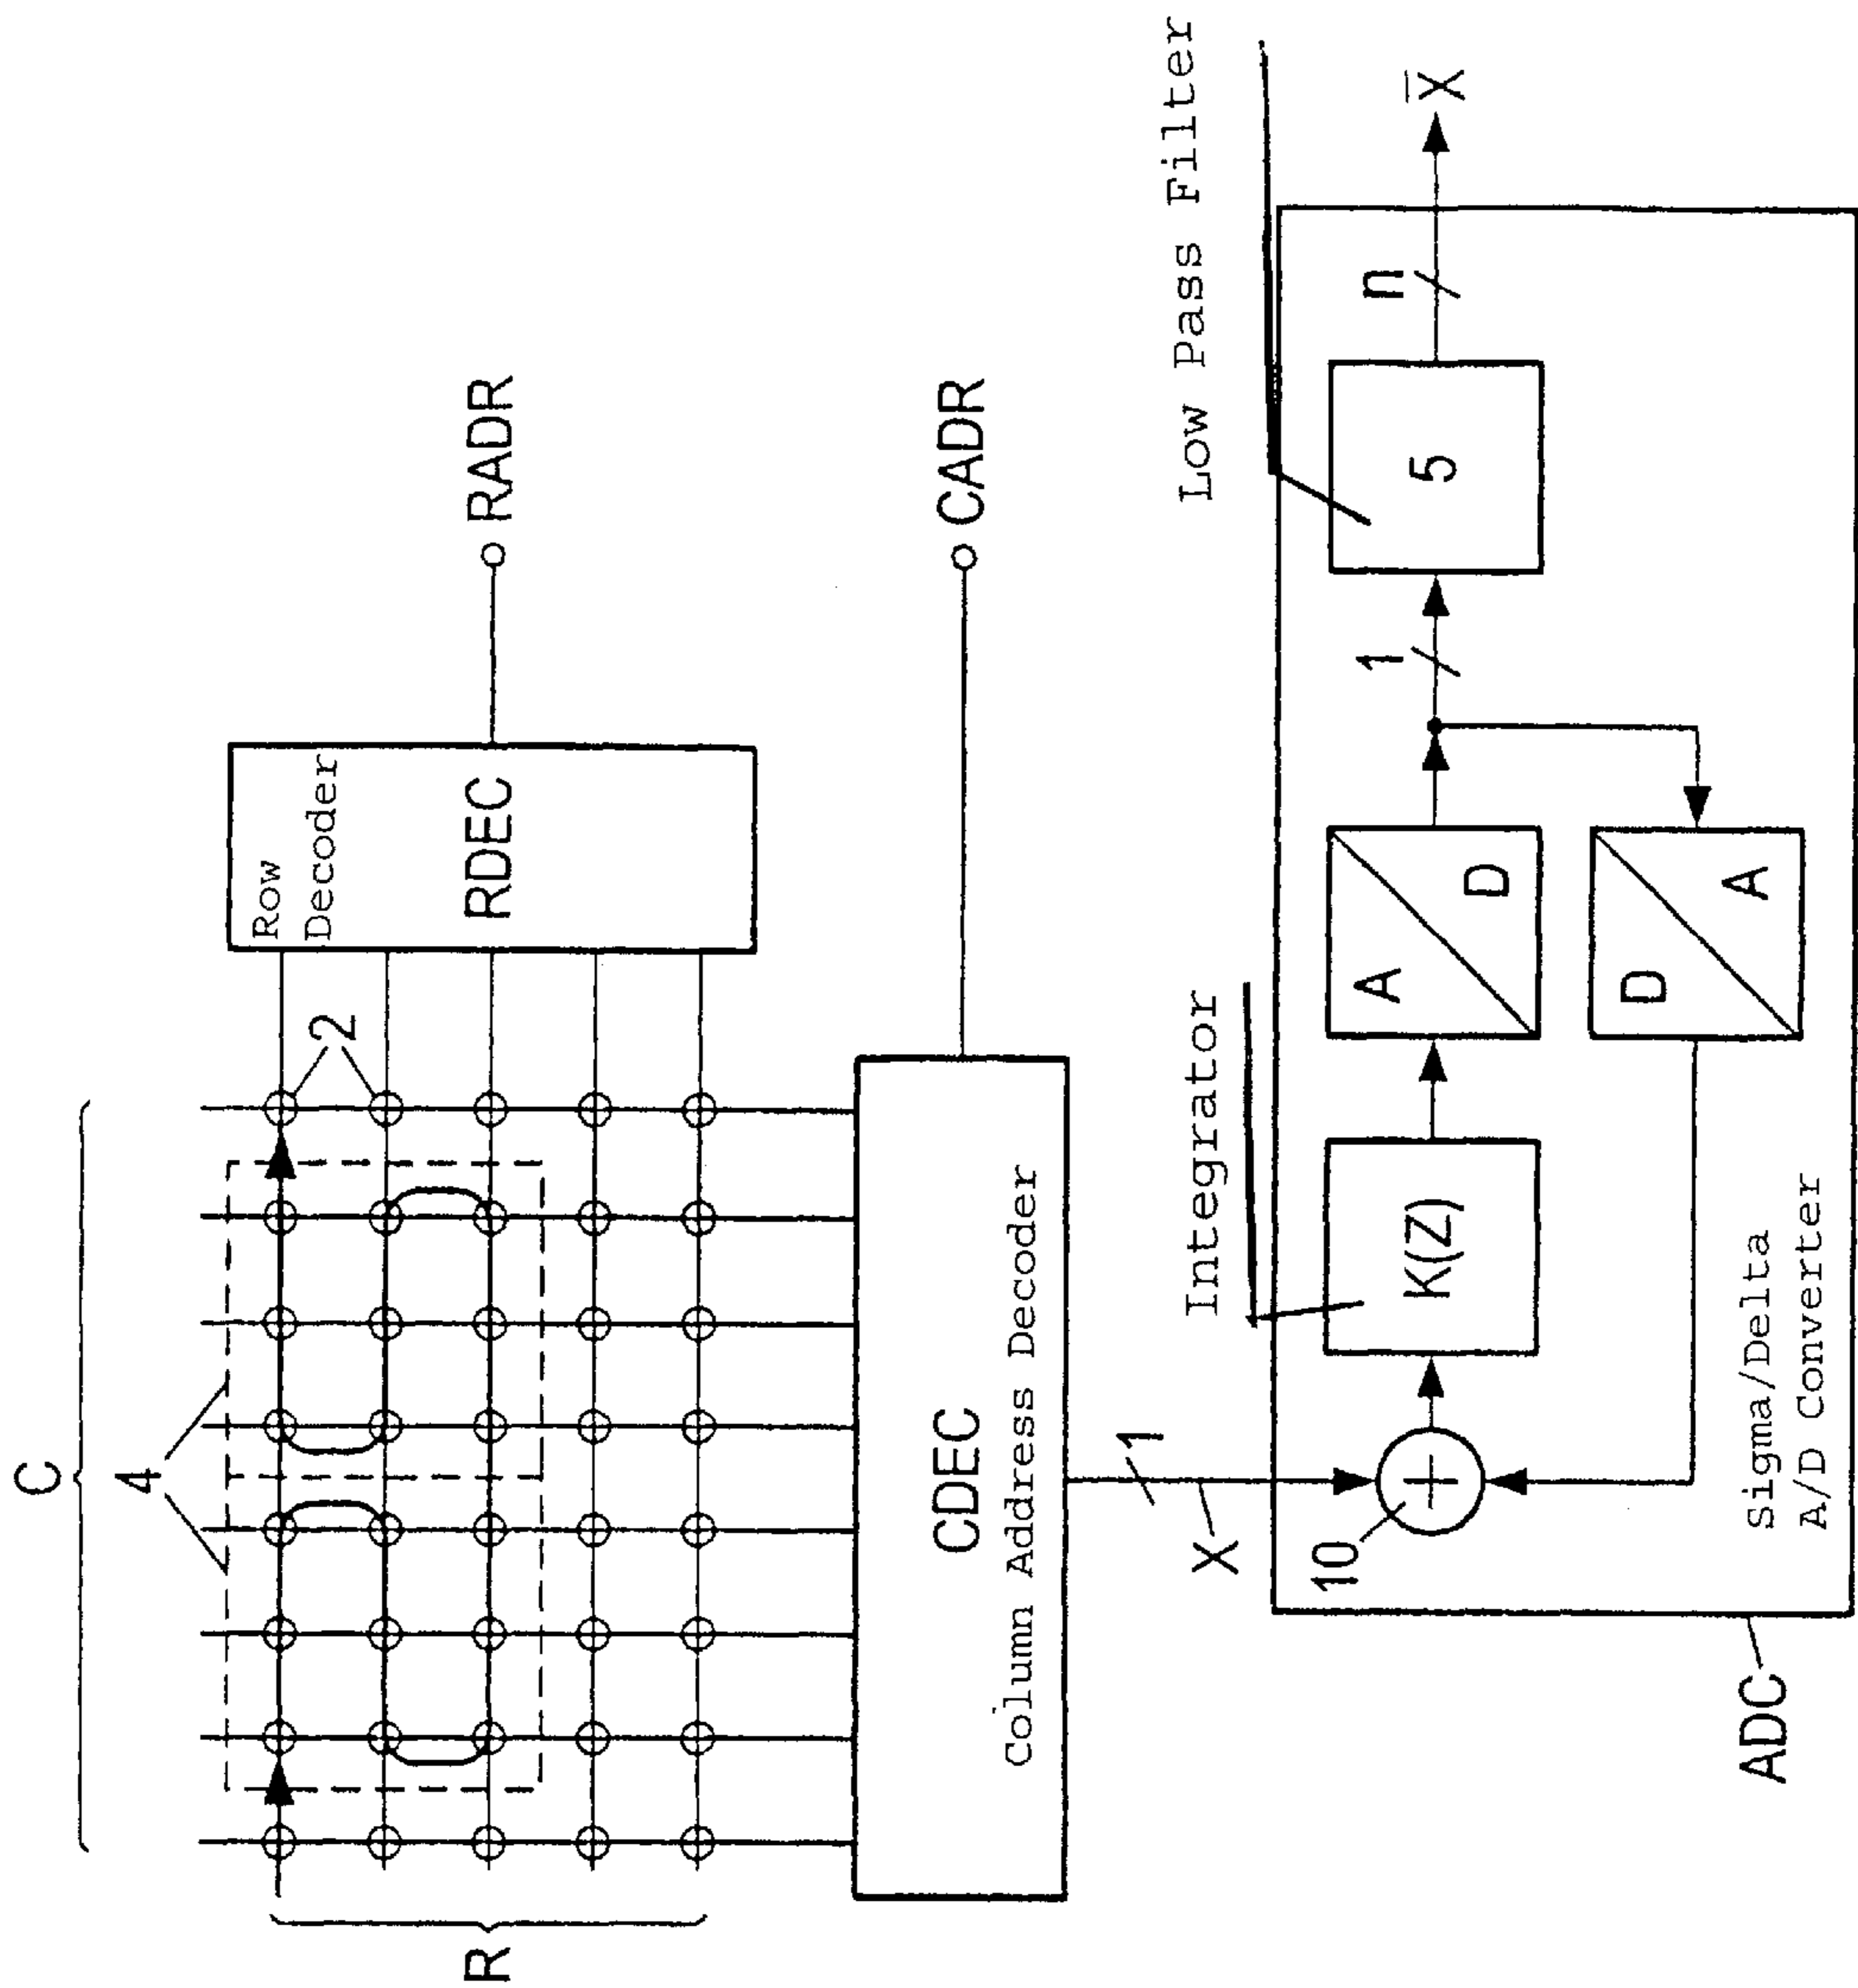 C
4
2
R
Row
Decoder
RDEC
RADR
CDEC
Column Address Decoder
CADR
1
X
Integrator
Low Pass Filter
10
K(Z)
A
D
1
5
n
X̅
D
A
Sigma/Delta
A/D Converter
ADC